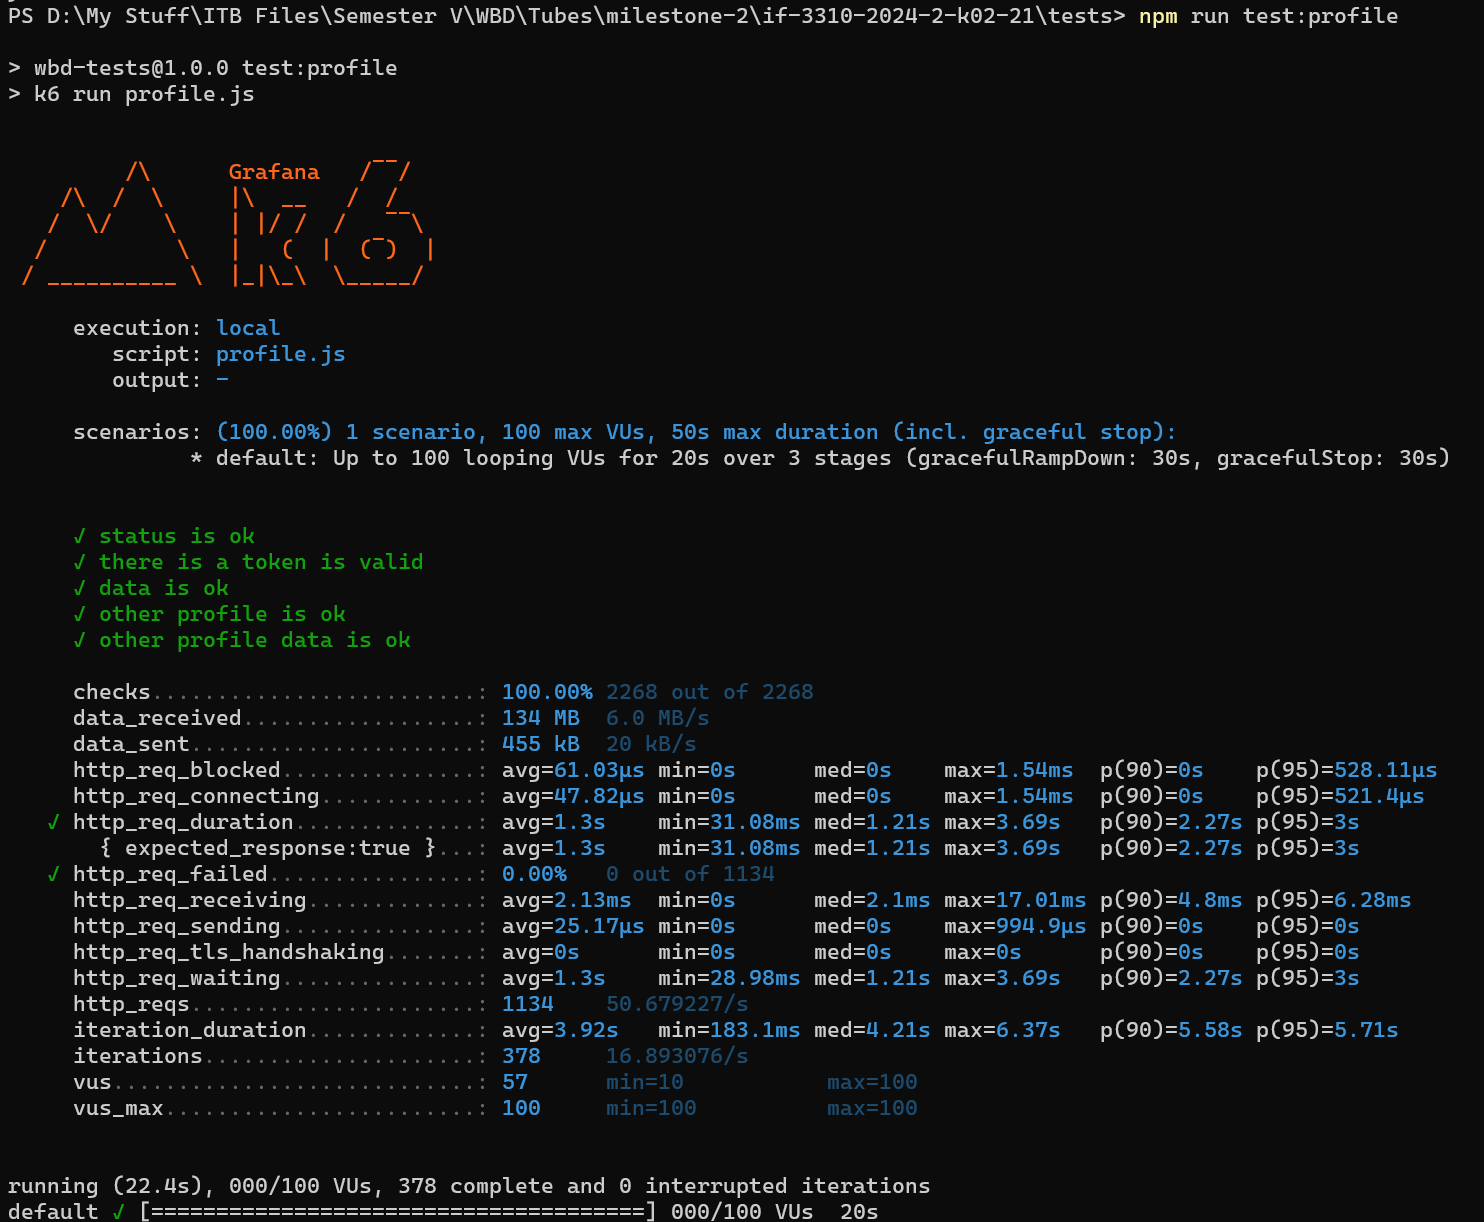 PS D:\My Stuff\ITB Files\Semester V\WBD\Tubes\milestone-2\if-3310-2024-2-k02-21\tests> npm run test:profile
> wbd-tests@1.0.0 test:profile
> k6 run profile.js
Grafana
k6
execution: local
script: profile.js
output: -
scenarios: (100.00%) 1 scenario, 100 max VUs, 50s max duration (incl. graceful stop):
* default: Up to 100 looping VUs for 20s over 3 stages (gracefulRampDown: 30s, gracefulStop: 30s)
✓ status is ok
✓ there is a token is valid
✓ data is ok
✓ other profile is ok
✓ other profile data is ok
checks.........................: 100.00% 2268 out of 2268
data_received..................: 134 MB 6.0 MB/s
data_sent......................: 455 kB 20 kB/s
http_req_blocked...............: avg=61.03µs min=0s med=0s max=1.54ms p(90)=0s p(95)=528.11µs
http_req_connecting............: avg=47.82µs min=0s med=0s max=1.54ms p(90)=0s p(95)=521.4µs
✓ http_req_duration..............: avg=1.3s min=31.08ms med=1.21s max=3.69s p(90)=2.27s p(95)=3s
{ expected_response:true }...: avg=1.3s min=31.08ms med=1.21s max=3.69s p(90)=2.27s p(95)=3s
✓ http_req_failed................: 0.00% 0 out of 1134
http_req_receiving.............: avg=2.13ms min=0s med=2.1ms max=17.01ms p(90)=4.8ms p(95)=6.28ms
http_req_sending...............: avg=25.17µs min=0s med=0s max=994.9µs p(90)=0s p(95)=0s
http_req_tls_handshaking.......: avg=0s min=0s med=0s max=0s p(90)=0s p(95)=0s
http_req_waiting...............: avg=1.3s min=28.98ms med=1.21s max=3.69s p(90)=2.27s p(95)=3s
http_reqs......................: 1134 50.679227/s
iteration_duration.............: avg=3.92s min=183.1ms med=4.21s max=6.37s p(90)=5.58s p(95)=5.71s
iterations.....................: 378 16.893076/s
vus............................: 57 min=10 max=100
vus_max........................: 100 min=100 max=100
running (22.4s), 000/100 VUs, 378 complete and 0 interrupted iterations
default ✓ [======================================] 000/100 VUs 20s